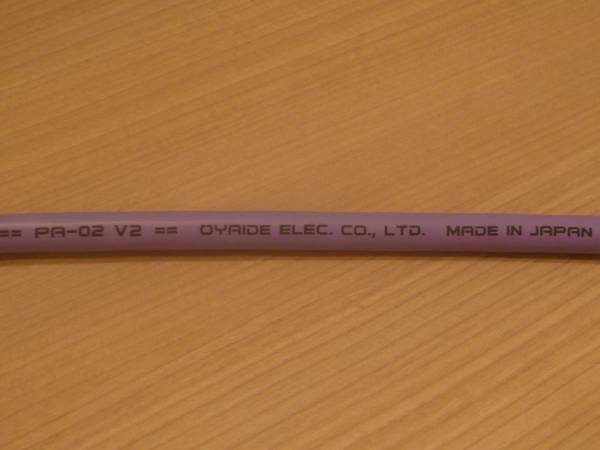 == PA-02 V2 == OYAIDE ELEC. CO., LTD. MADE IN JAPAN